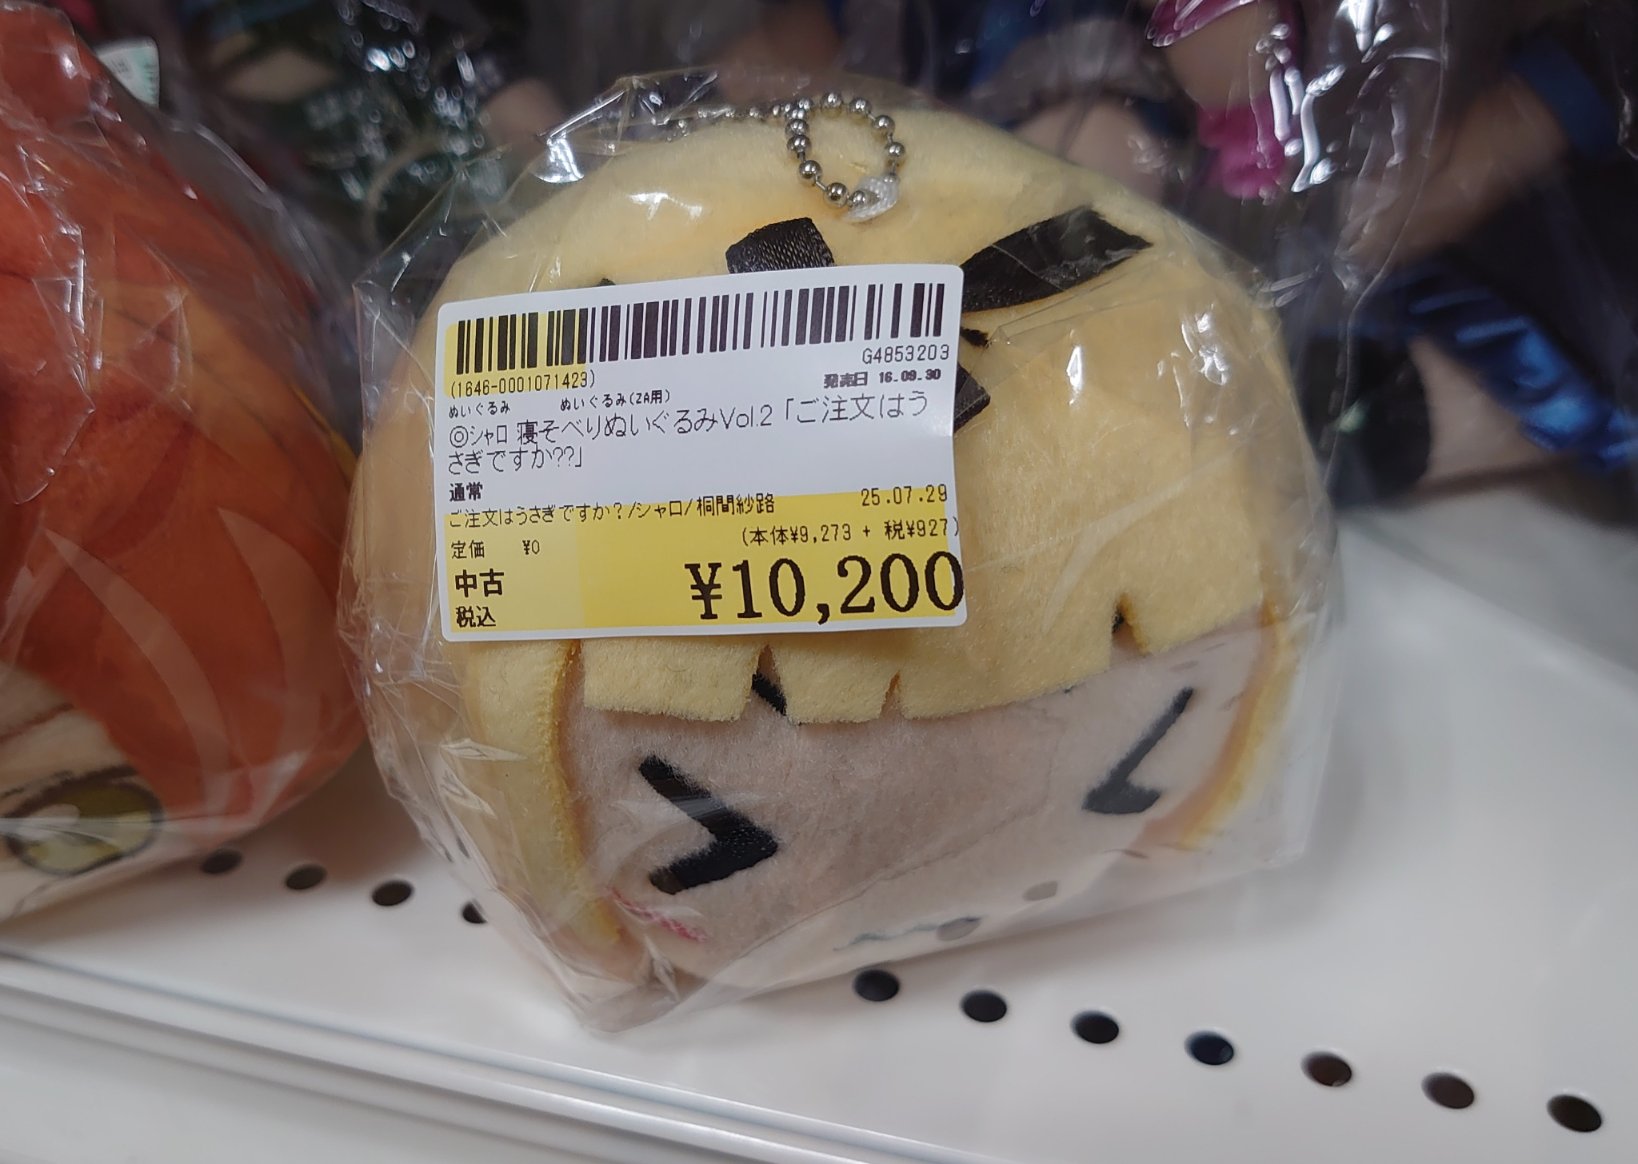 G4853203
(1646-0001071423)
発売日 16.09.30
ぬいぐるみ ぬいぐるみ(ZA用)
◎シャロ 寝そべりぬいぐるみVol.2「ご注文はう
さぎですか??」
通常
ご注文はうさぎですか?/シャロ/桐間紗路 25.07.29
定価 ¥0 (本体¥9,273 + 税¥927)
中古 ¥10,200
税込